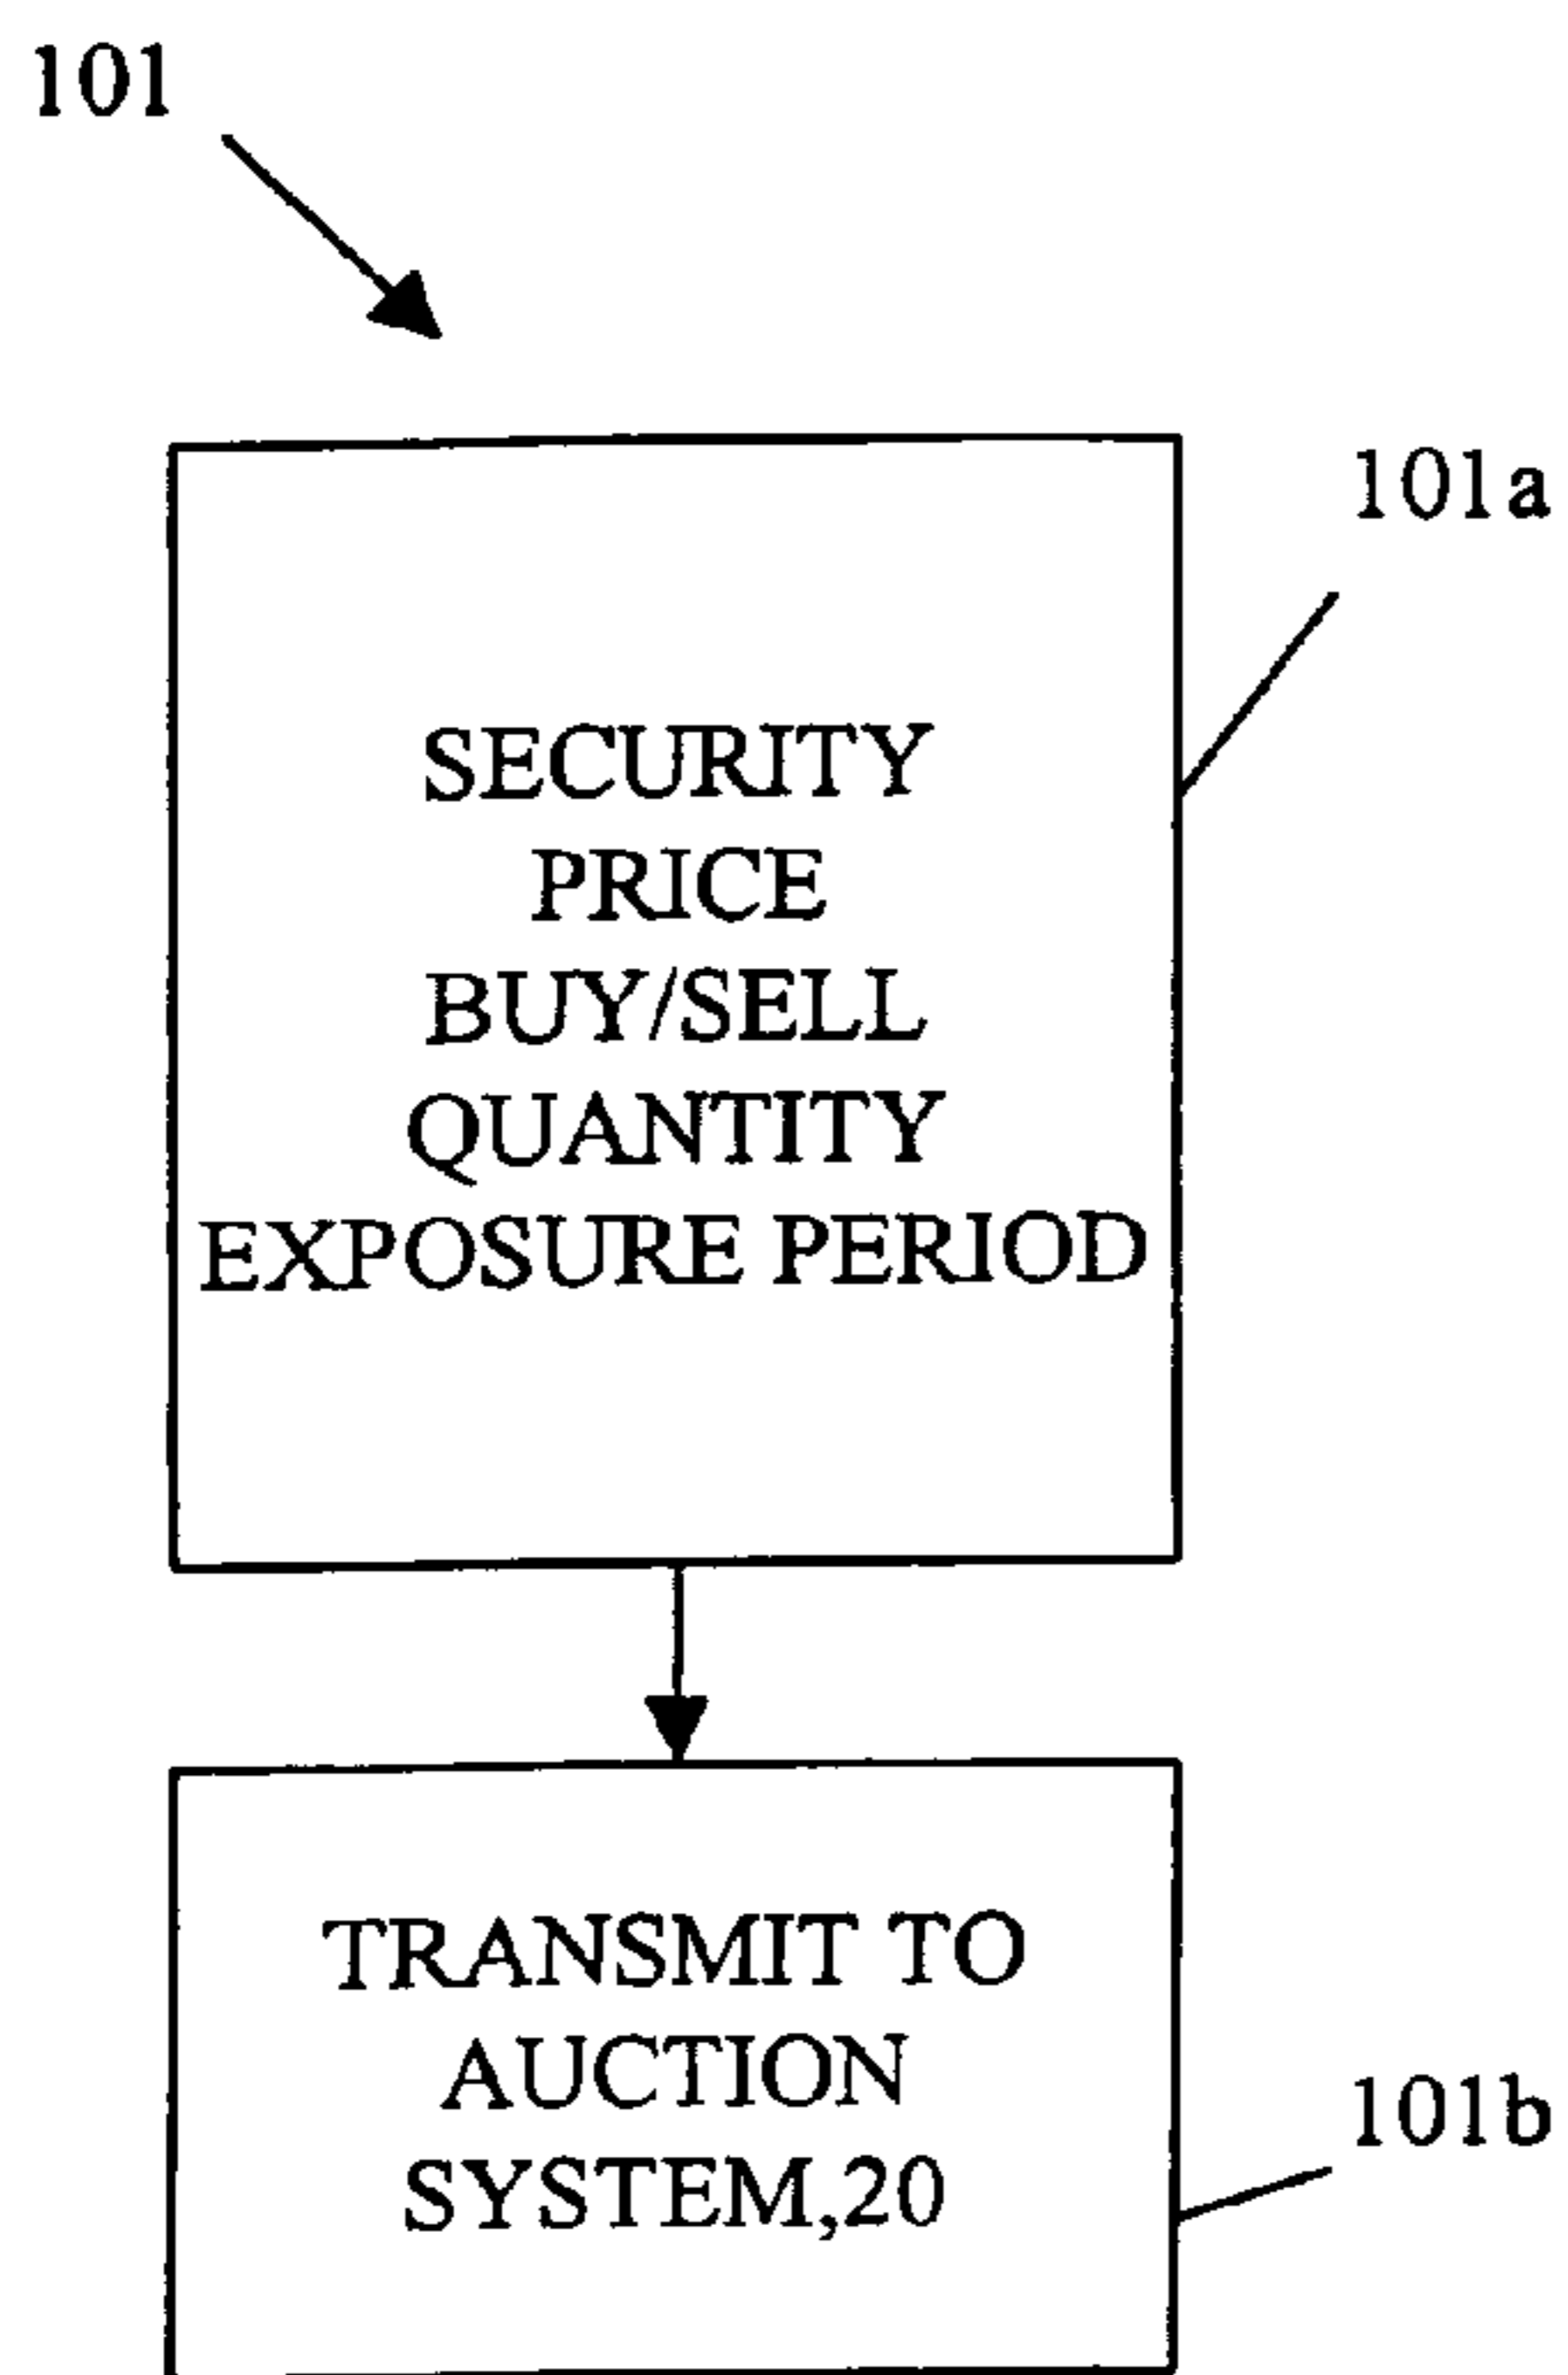 101
101a
SECURITY
PRICE
BUY/SELL
QUANTITY
EXPOSURE PERIOD
TRANSMIT TO
AUCTION
SYSTEM,20
101b